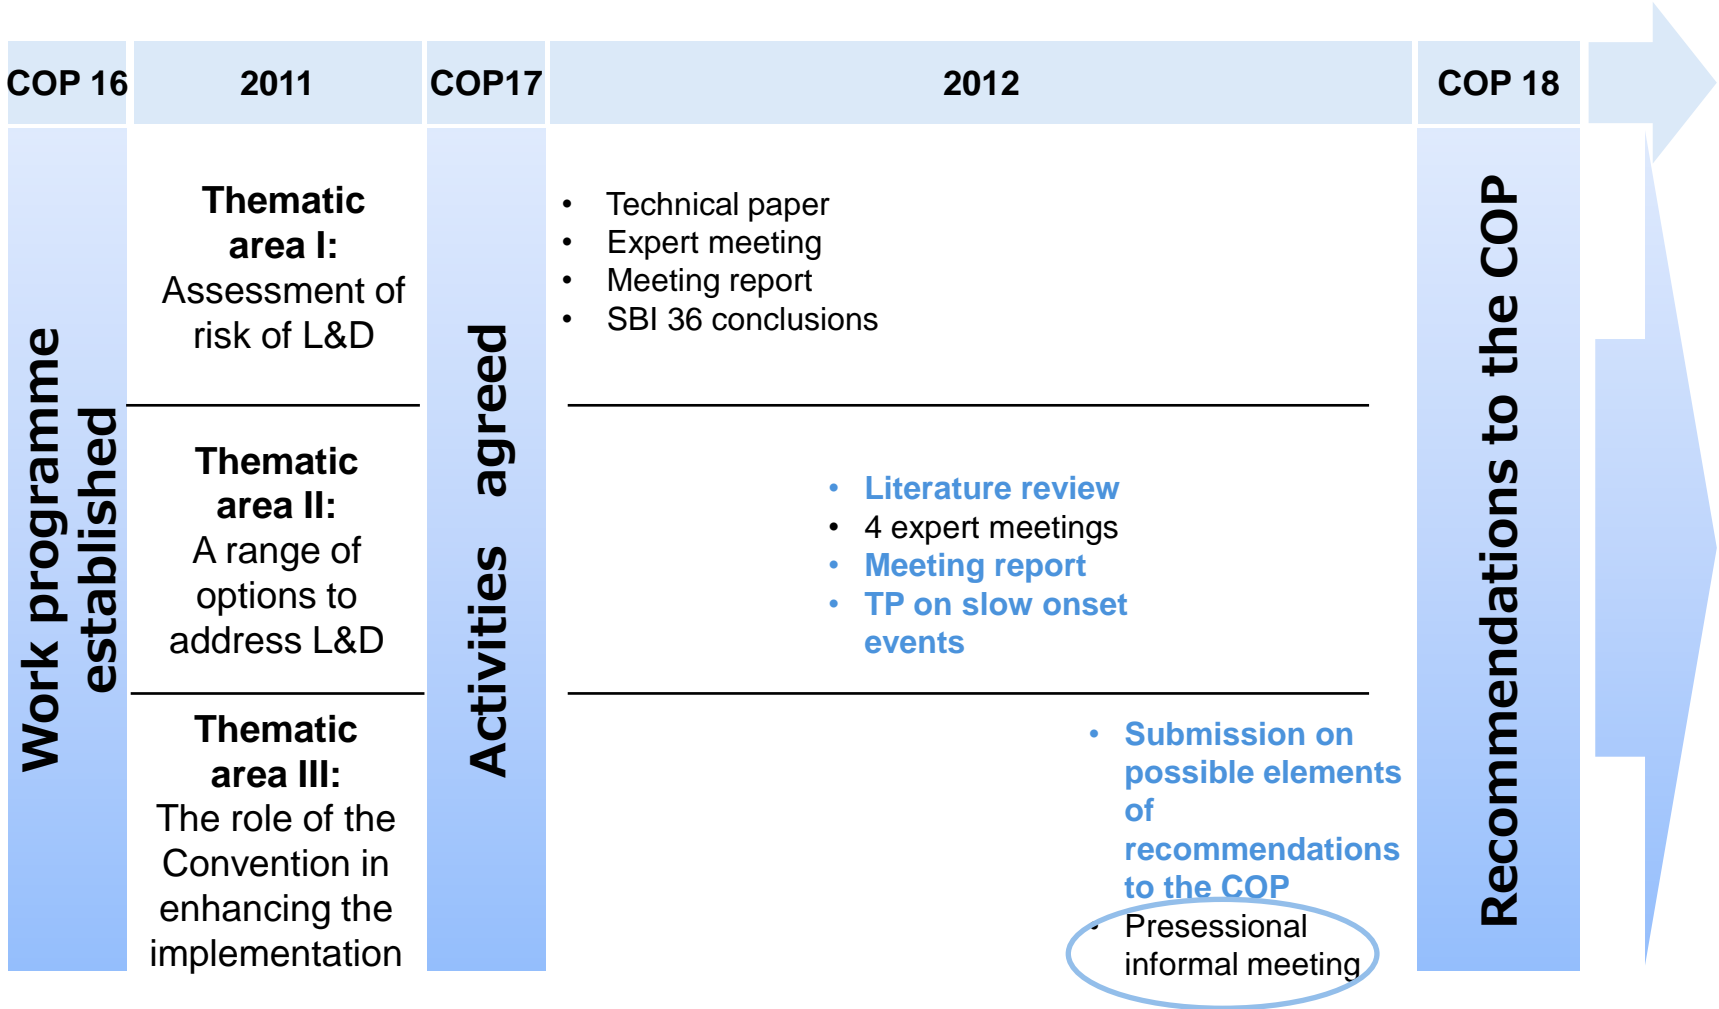 COP 16
2011
COP17
2012
COP 18
Work programme
established
Thematic
area I:
Assessment of
risk of L&D
Thematic
area II:
A range of
options to
address L&D
Thematic
area III:
The role of the
Convention in
enhancing the
implementation
Activities agreed
• Technical paper
• Expert meeting
• Meeting report
• SBI 36 conclusions
• Literature review
• 4 expert meetings
• Meeting report
• TP on slow onset
events
• Submission on
possible elements
of
recommendations
to the COP
• Presessional
informal meeting
Recommendations to the COP